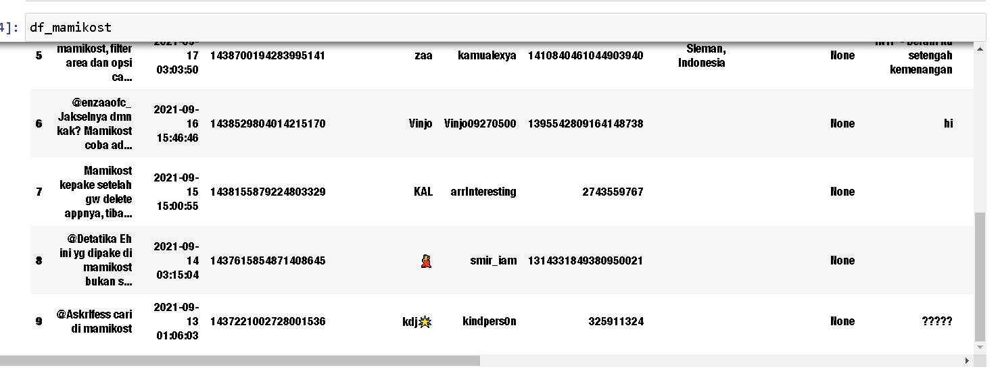 4]: df_mamikost
5 mamikost, filter area dan opsi ca... 2021-09-17 03:03:50 1438700194283995141 zaa kamualexya 1410840461044903940 Sleman, Indonesia None setengah kemenangan
6 @enzaaofc_ Jakselnya dmn kak? Mamikost coba ad... 2021-09-16 15:46:46 1438529804014215170 Vinjo Vinjo09270500 1395542809164148738 None hi
7 Mamikost kepake setelah gw delete appnya, tiba... 2021-09-15 15:00:55 1438155879224803329 KAL arrInteresting 2743559767 None
8 @Detatika Eh ini yg dipake di mamikost bukan s... 2021-09-14 03:15:04 1437615854871408645 💃 smir_iam 1314331849380950021 None
9 @Askrlfess cari di mamikost 2021-09-13 01:06:03 1437221002728001536 kdj🌟 kindpers0n 325911324 None ?????